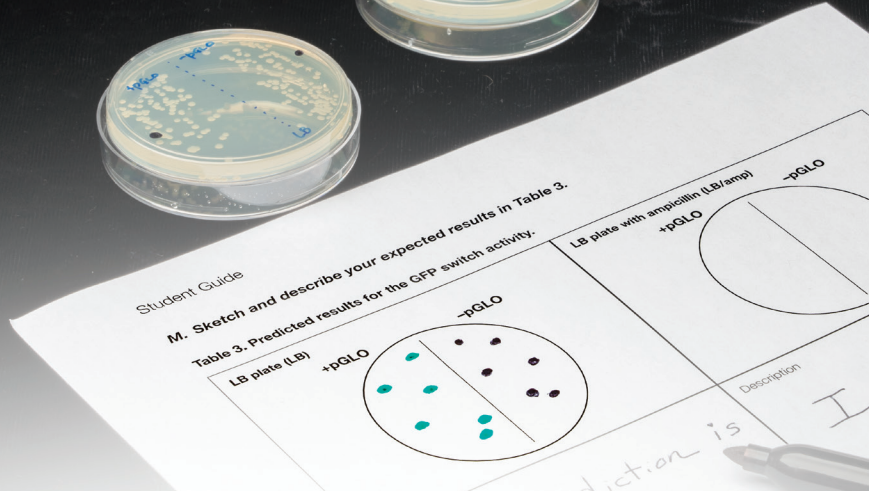 +pGLO
-pGLO
LB
Student Guide
M. Sketch and describe your expected results in Table 3.
Table 3. Predicted results for the GFP switch activity.
LB plate (LB)
+pGLO
–pGLO
LB plate with ampicillin (LB/amp)
+pGLO
–pGLO
Description
I
diction is